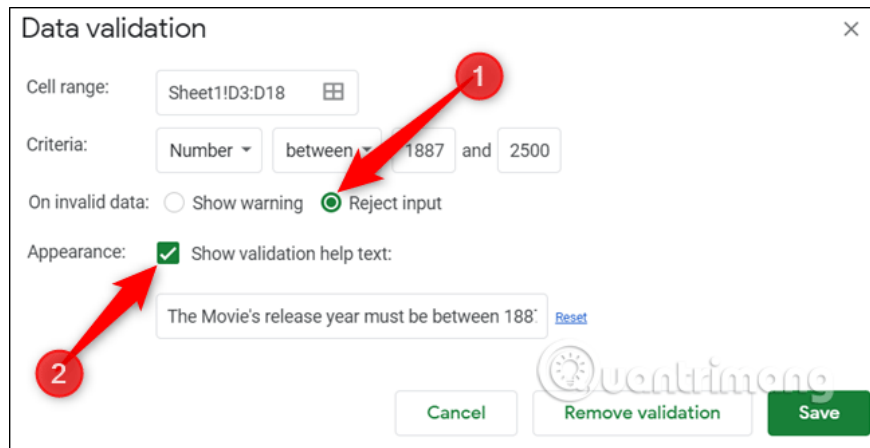 Data validation
Cell range: Sheet1!D3:D18
1
Criteria: Number between 1887 and 2500
On invalid data: Show warning Reject input
Appearance: Show validation help text:
The Movie's release year must be between 188 Reset
2
Quantrimang
Cancel Remove validation Save